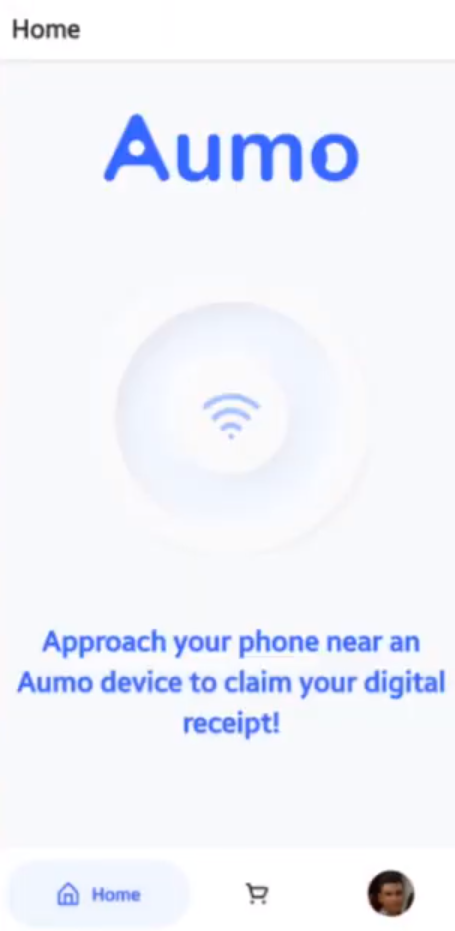 Home
Aumo
Approach your phone near an
Aumo device to claim your digital
receipt!
Home